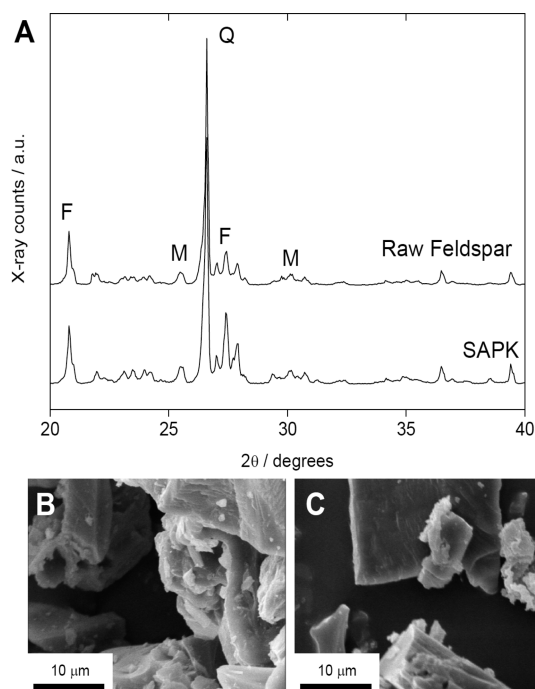 A
Q
F
M
F
M
Raw Feldspar
SAPK
X-ray counts / a.u.
20 25 30 35 40
2θ / degrees
B
10 μm
C
10 μm